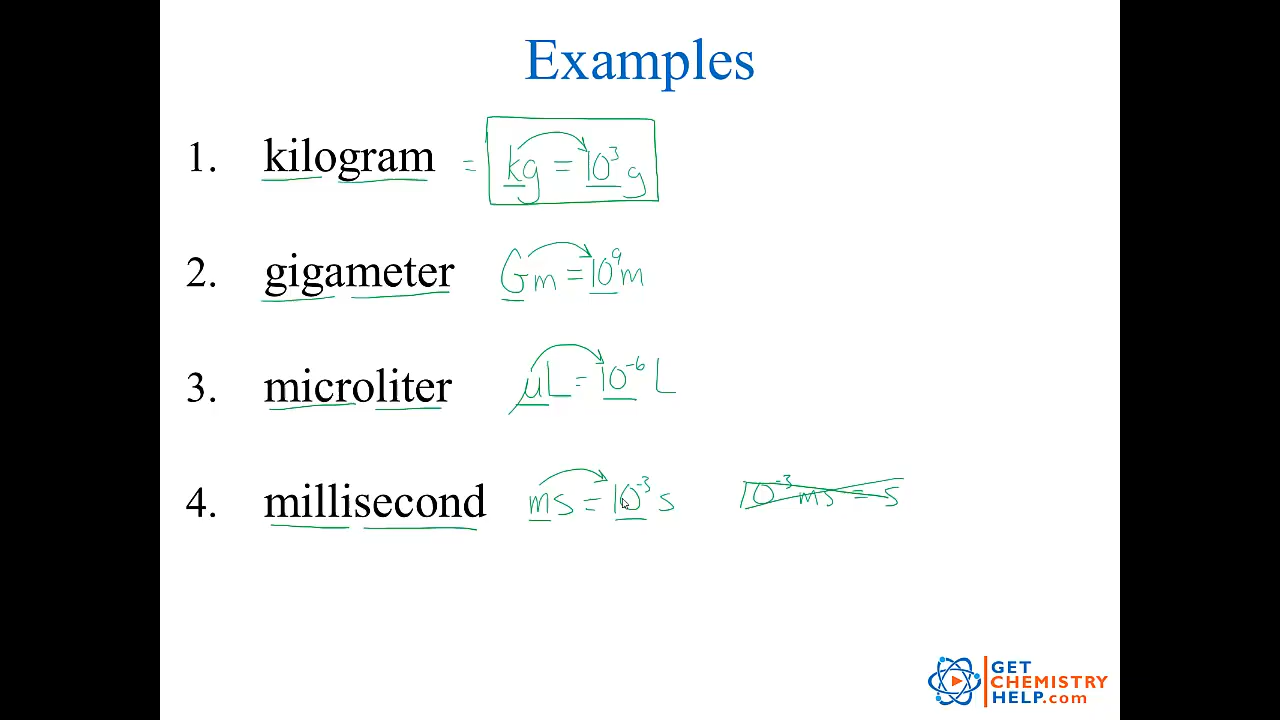 Examples
1. kilogram = kg = 10³ g
2. gigameter Gm = 10⁹ m
3. microliter μL = 10⁻⁶ L
4. millisecond ms = 10⁻³ s 10⁻³ ms = s
GET
CHEMISTRY
HELP.com